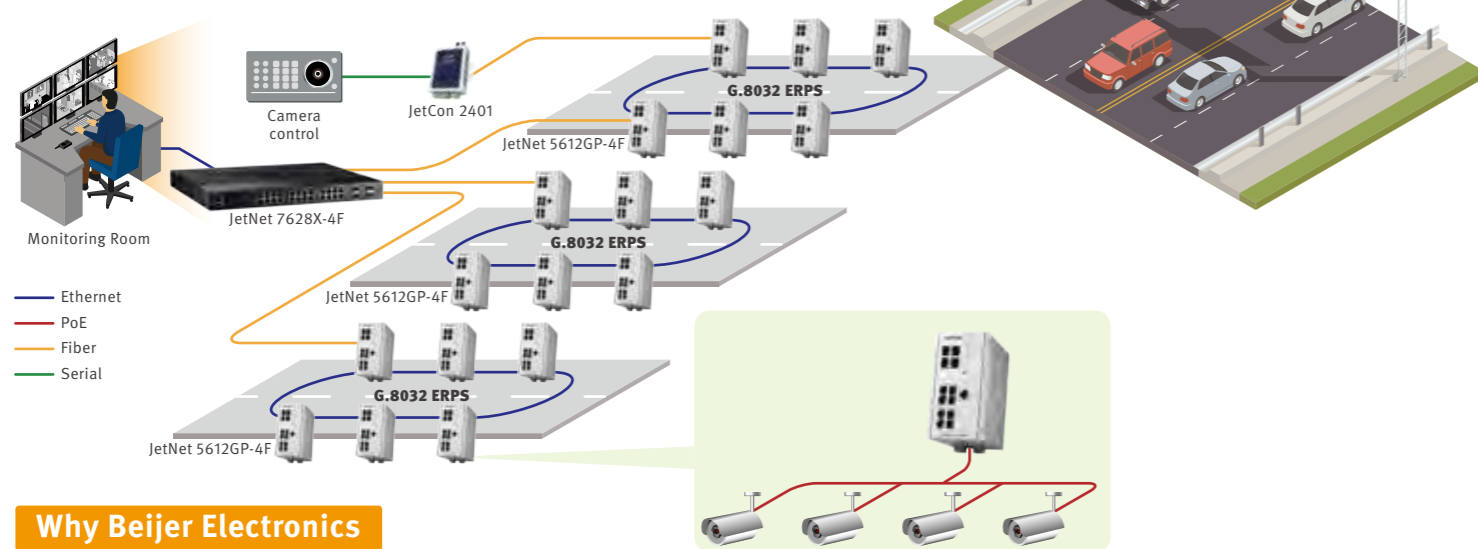 Camera
control
JetCon 2401
G.8032 ERPS
JetNet 5612GP-4F
JetNet 7628X-4F
Monitoring Room
G.8032 ERPS
JetNet 5612GP-4F
Ethernet
PoE
Fiber
Serial
G.8032 ERPS
JetNet 5612GP-4F
Why Beijer Electronics